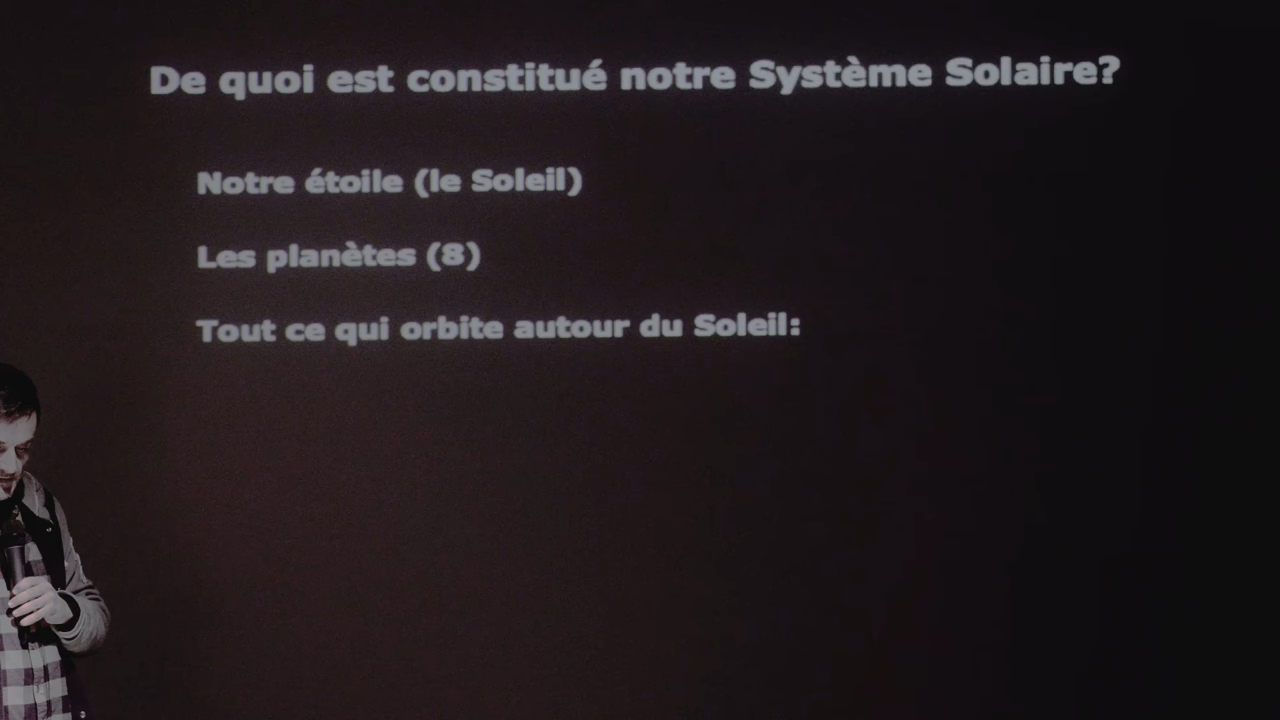 De quoi est constitué notre Système Solaire?
Notre étoile (le Soleil)
Les planètes (8)
Tout ce qui orbite autour du Soleil: